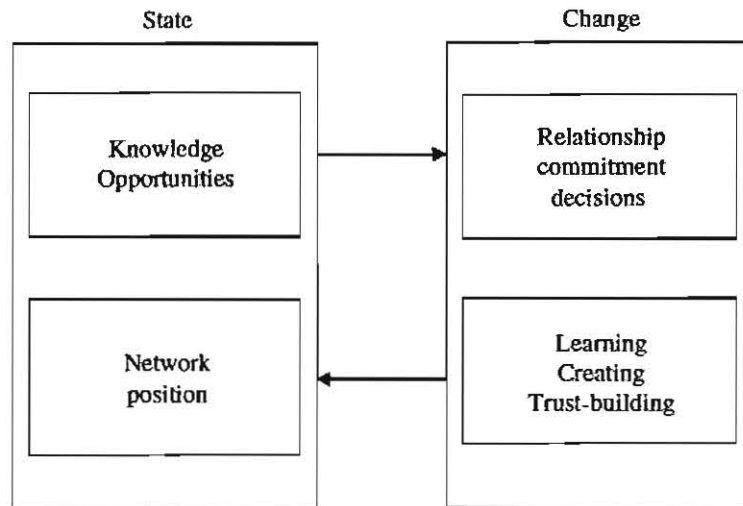 State
Change
Knowledge
Opportunities
Relationship
commitment
decisions
Network
position
Learning
Creating
Trust-building